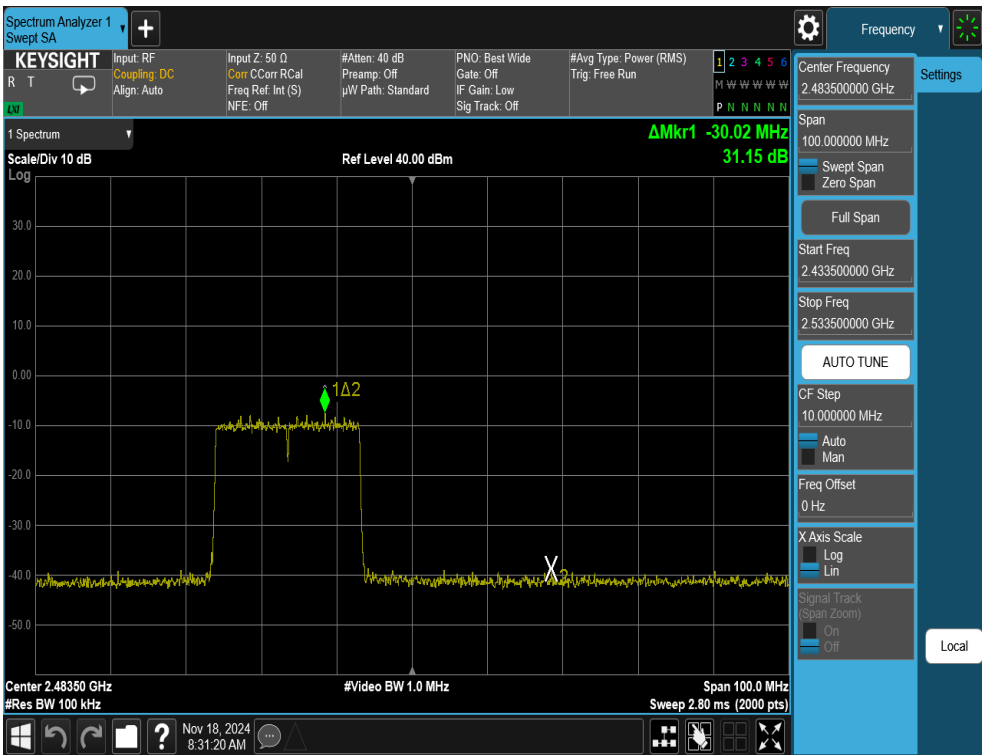 Spectrum Analyzer 1
Swept SA
Frequency
KEYSIGHT
R T
LXI
Input: RF
Coupling: DC
Align: Auto
Input Z: 50 Ω
Corr CCorr RCal
Freq Ref: Int (S)
NFE: Off
#Atten: 40 dB
Preamp: Off
µW Path: Standard
PNO: Best Wide
Gate: Off
IF Gain: Low
Sig Track: Off
#Avg Type: Power (RMS)
Trig: Free Run
1 2 3 4 5 6
M W W W W W
P N N N N N
1 Spectrum
Scale/Div 10 dB
Ref Level 40.00 dBm
ΔMkr1 -30.02 MHz
31.15 dB
Log
30.0
20.0
10.0
0.00
-10.0
-20.0
-30.0
-40.0
-50.0
1Δ2
X2
Center 2.48350 GHz
#Res BW 100 kHz
#Video BW 1.0 MHz
Span 100.0 MHz
Sweep 2.80 ms (2000 pts)
Center Frequency
2.483500000 GHz
Settings
Span
100.000000 MHz
Swept Span
Zero Span
Full Span
Start Freq
2.433500000 GHz
Stop Freq
2.533500000 GHz
AUTO TUNE
CF Step
10.000000 MHz
Auto
Man
Freq Offset
0 Hz
X Axis Scale
Log
Lin
Signal Track
(Span Zoom)
On
Off
Local
?
Nov 18, 2024
8:31:20 AM